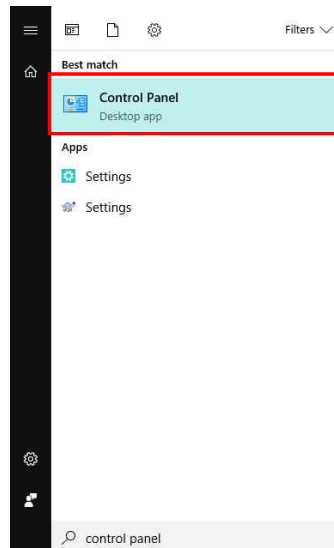 Filters
Best match
Control Panel
Desktop app
Apps
Settings
Settings
control panel